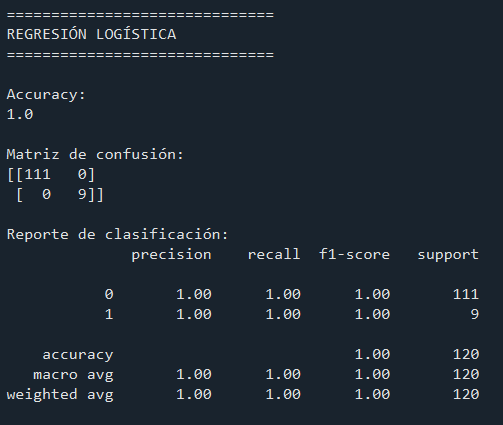 ==============================
REGRESIÓN LOGÍSTICA
==============================
Accuracy:
1.0
Matriz de confusión:
[[111   0]
 [  0   9]]
Reporte de clasificación:
              precision    recall  f1-score   support
           0       1.00      1.00      1.00       111
           1       1.00      1.00      1.00         9
    accuracy                           1.00       120
   macro avg       1.00      1.00      1.00       120
weighted avg       1.00      1.00      1.00       120